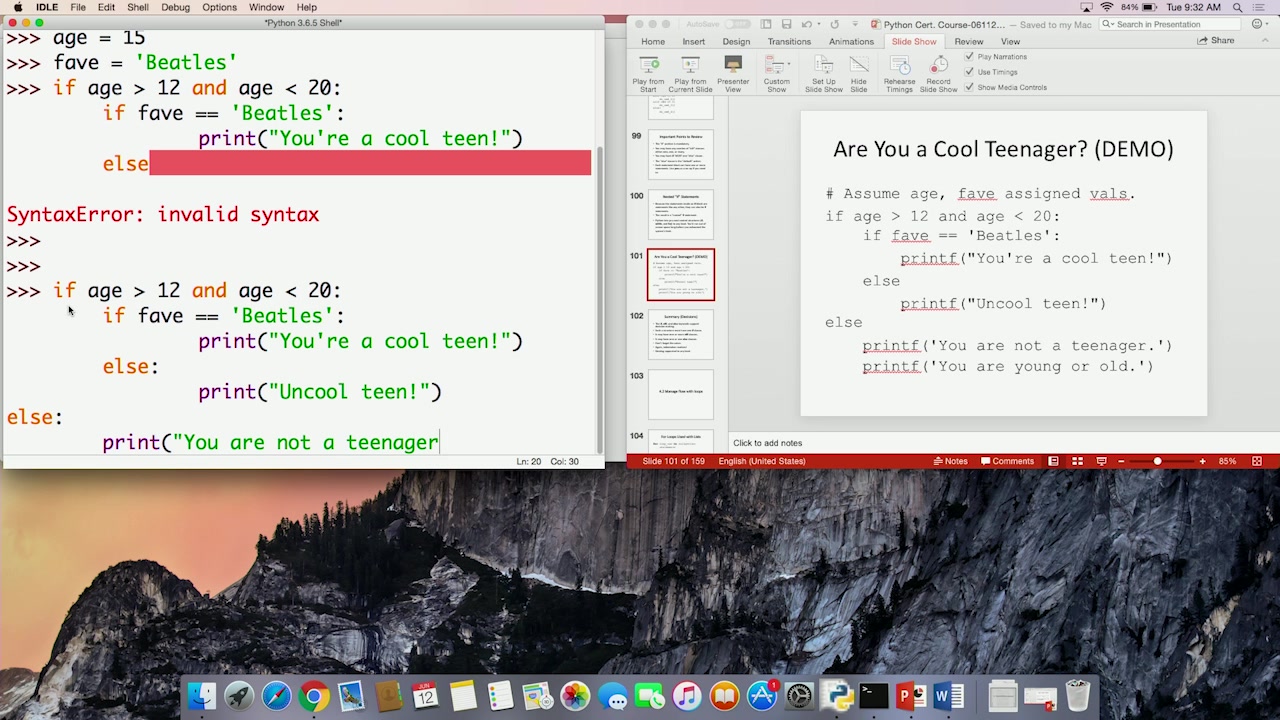 IDLE File Edit Shell Debug Options Window Help 84% Tue 9:32 AM
*Python 3.6.5 Shell*
>>> age = 15
>>> fave = 'Beatles'
>>> if age > 12 and age < 20:
if fave == 'Beatles':
print("You're a cool teen!")
else
SyntaxError: invalid syntax
>>>
>>>
>>> if age > 12 and age < 20:
if fave == 'Beatles':
print("You're a cool teen!")
else:
print("Uncool teen!")
else:
print("You are not a teenager
Ln: 20 Col: 30
AutoSave Python Cert. Course-06112... — Saved to my Mac Search in Presentation
Home Insert Design Transitions Animations Slide Show Review View Share
Play from Start
Play from Current Slide
Presenter View
Custom Show
Set Up Slide Show
Hide Slide
Rehearse Timings
Record Slide Show
Play Narrations
Use Timings
Show Media Controls
99
Important Points to Review
100
Nested "if" Statements
101
Are You a Cool Teenager? (DEMO)
102
Summary (Decisions)
103
104
For Loops Used with Lists
Are You a Cool Teenager? (DEMO)
# Assume age, fave assigned vals.
if age > 12 and age < 20:
if fave == 'Beatles':
printf("You're a cool teen!")
else
printf("Uncool teen!")
else
printf('You are not a teenager.')
printf('You are young or old.')
Click to add notes
Slide 101 of 159 English (United States) Notes Comments 85%
JUN
12
1